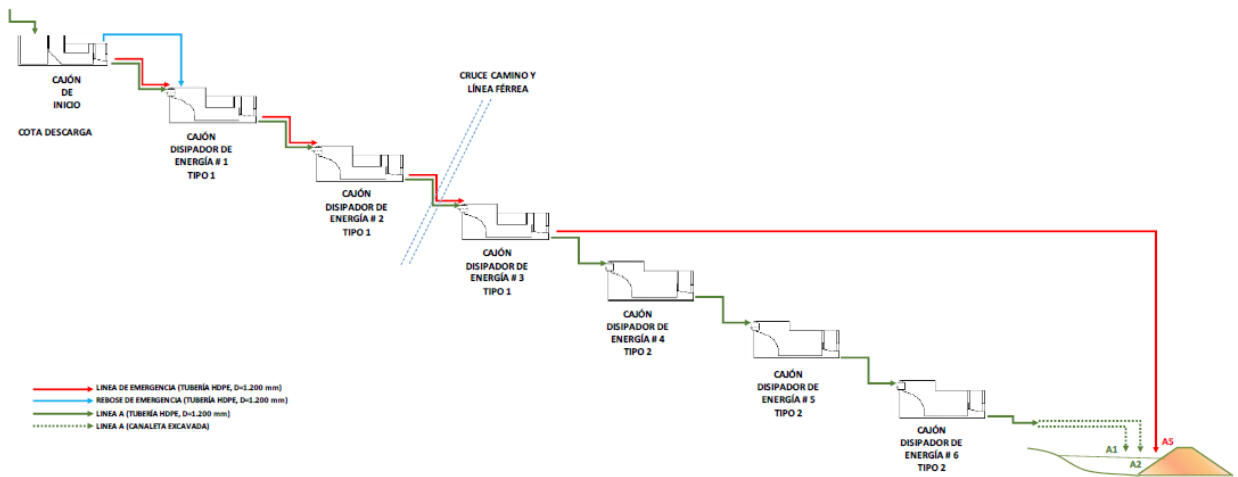 CAJÓN
DE
INICIO
COTA DESCARGA
CAJÓN
DISIPADOR DE
ENERGÍA # 1
TIPO 1
CAJÓN
DISIPADOR DE
ENERGÍA # 2
TIPO 1
CRUCE CAMINO Y
LÍNEA FÉRREA
CAJÓN
DISIPADOR DE
ENERGÍA # 3
TIPO 1
CAJÓN
DISIPADOR DE
ENERGÍA # 4
TIPO 2
CAJÓN
DISIPADOR DE
ENERGÍA # 5
TIPO 2
CAJÓN
DISIPADOR DE
ENERGÍA # 6
TIPO 2
A1
A2
A5
LINEA DE EMERGENCIA (TUBERÍA HDPE, D=1.200 mm)
REBOSE DE EMERGENCIA (TUBERÍA HDPE, D=1.200 mm)
LINEA A (TUBERÍA HDPE, D=1.200 mm)
LINEA A (CANALETA EXCAVADA)